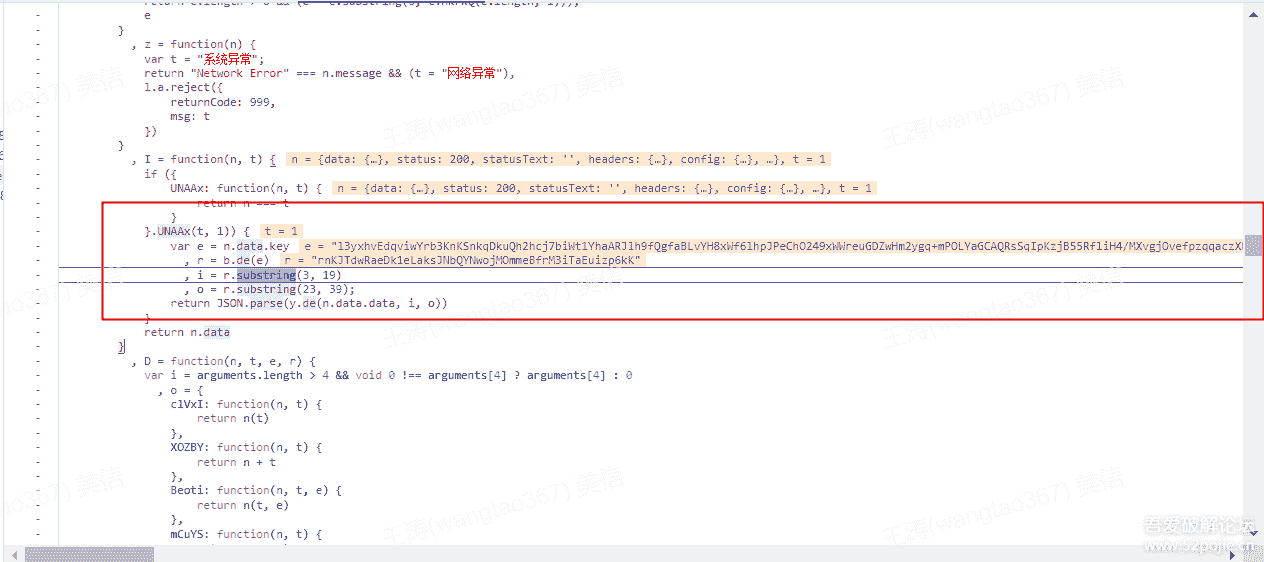 return e.length > 0 && (e = e.substring(0,
e
}
, z = function(n) {
var t = "系统异常";
return "Network Error" === n.message && (t = "网络异常"),
l.a.reject({
returnCode: 999,
msg: t
})
}
, I = function(n, t) { n = {data: {…}, status: 200, statusText: '', headers: {…}, config: {…}, …}, t = 1
if ({
UNAAx: function(n, t) { n = {data: {…}, status: 200, statusText: '', headers: {…}, config: {…}, …}, t = 1
return n === t
}
}.UNAAx(t, 1)) { t = 1
var e = n.data.key e = "l3yxhvEdqviwYrb3KnKSnkqDkuQh2hcj7biWt1YhaARJlh9fQgfaBLvYH8xWf6lhpJPeChO249xWWreuGDZwHm2ygq+mPOLYaGCAQRsSqIpKzjB55RfliH4/MXvgjOvefpzqqaczX
, r = b.de(e) r = "rnKJTdwRaeDk1eLaksJNbQYNwojMOmmeBfrM3iTaEuizp6kK"
, i = r.substring(3, 19)
, o = r.substring(23, 39);
return JSON.parse(y.de(n.data.data, i, o))
}
return n.data
}
, D = function(n, t, e, r) {
var i = arguments.length > 4 && void 0 !== arguments[4] ? arguments[4] : 0
, o = {
clVxI: function(n, t) {
return n(t)
},
XOZBY: function(n, t) {
return n + t
},
Beoti: function(n, t, e) {
return n(t, e)
},
mCuYS: function(n, t) {
王涛(wangtao367) 美信
吾爱破解论坛
www.52pojie.cn